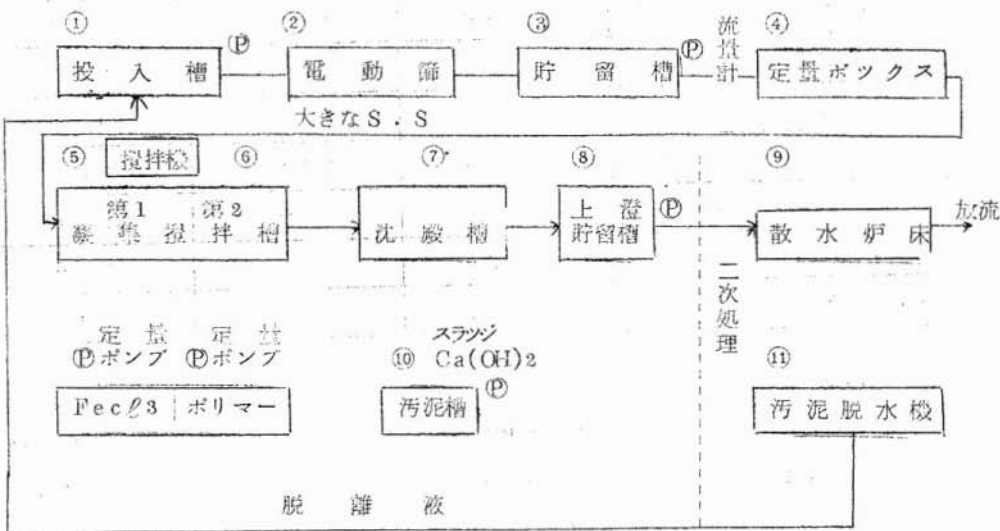 ① ② ③ ④
投入槽 Ⓟ 電動篩 貯留槽 Ⓟ 流量計 定量ボックス
大きなS.S
⑤ 攪拌機 ⑥ ⑦ ⑧ ⑨
第1 第2
凝集攪拌槽 沈殿槽 上澄貯留槽 Ⓟ 散水炉床 放流
二次処理
定量 定量
Ⓟポンプ Ⓟポンプ
スラッジ
⑩ Ca(OH)2 ⑪
Fecℓ3 ポリマー 汚泥槽 Ⓟ 汚泥脱水機
脱離液